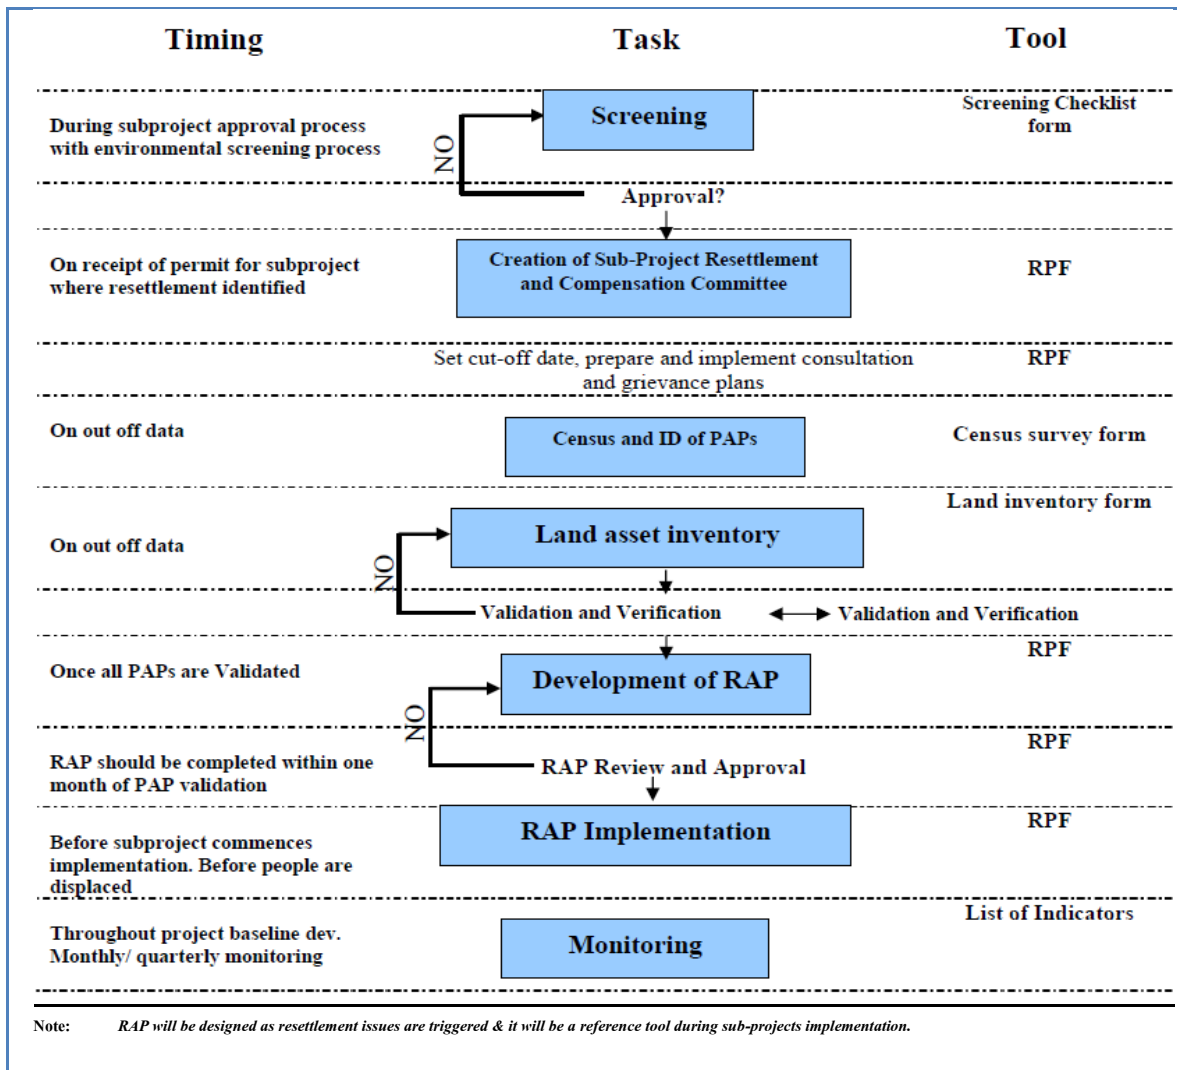 Timing Task Tool
Screening Checklist
form
Screening
During subproject approval process
with environmental screening process
NO
Approval?
On receipt of permit for subproject
where resettlement identified
Creation of Sub-Project Resettlement
and Compensation Committee
RPF
Set cut-off date, prepare and implement consultation
and grievance plans
RPF
On out off data
Census and ID of PAPs
Census survey form
Land inventory form
Land asset inventory
On out off data
NO
Validation and Verification
Validation and Verification
RPF
Once all PAPs are Validated
Development of RAP
NO
RPF
RAP should be completed within one
month of PAP validation
RAP Review and Approval
RPF
RAP Implementation
Before subproject commences
implementation. Before people are
displaced
List of Indicators
Throughout project baseline dev.
Monthly/ quarterly monitoring
Monitoring
Note: RAP will be designed as resettlement issues are triggered & it will be a reference tool during sub-projects implementation.